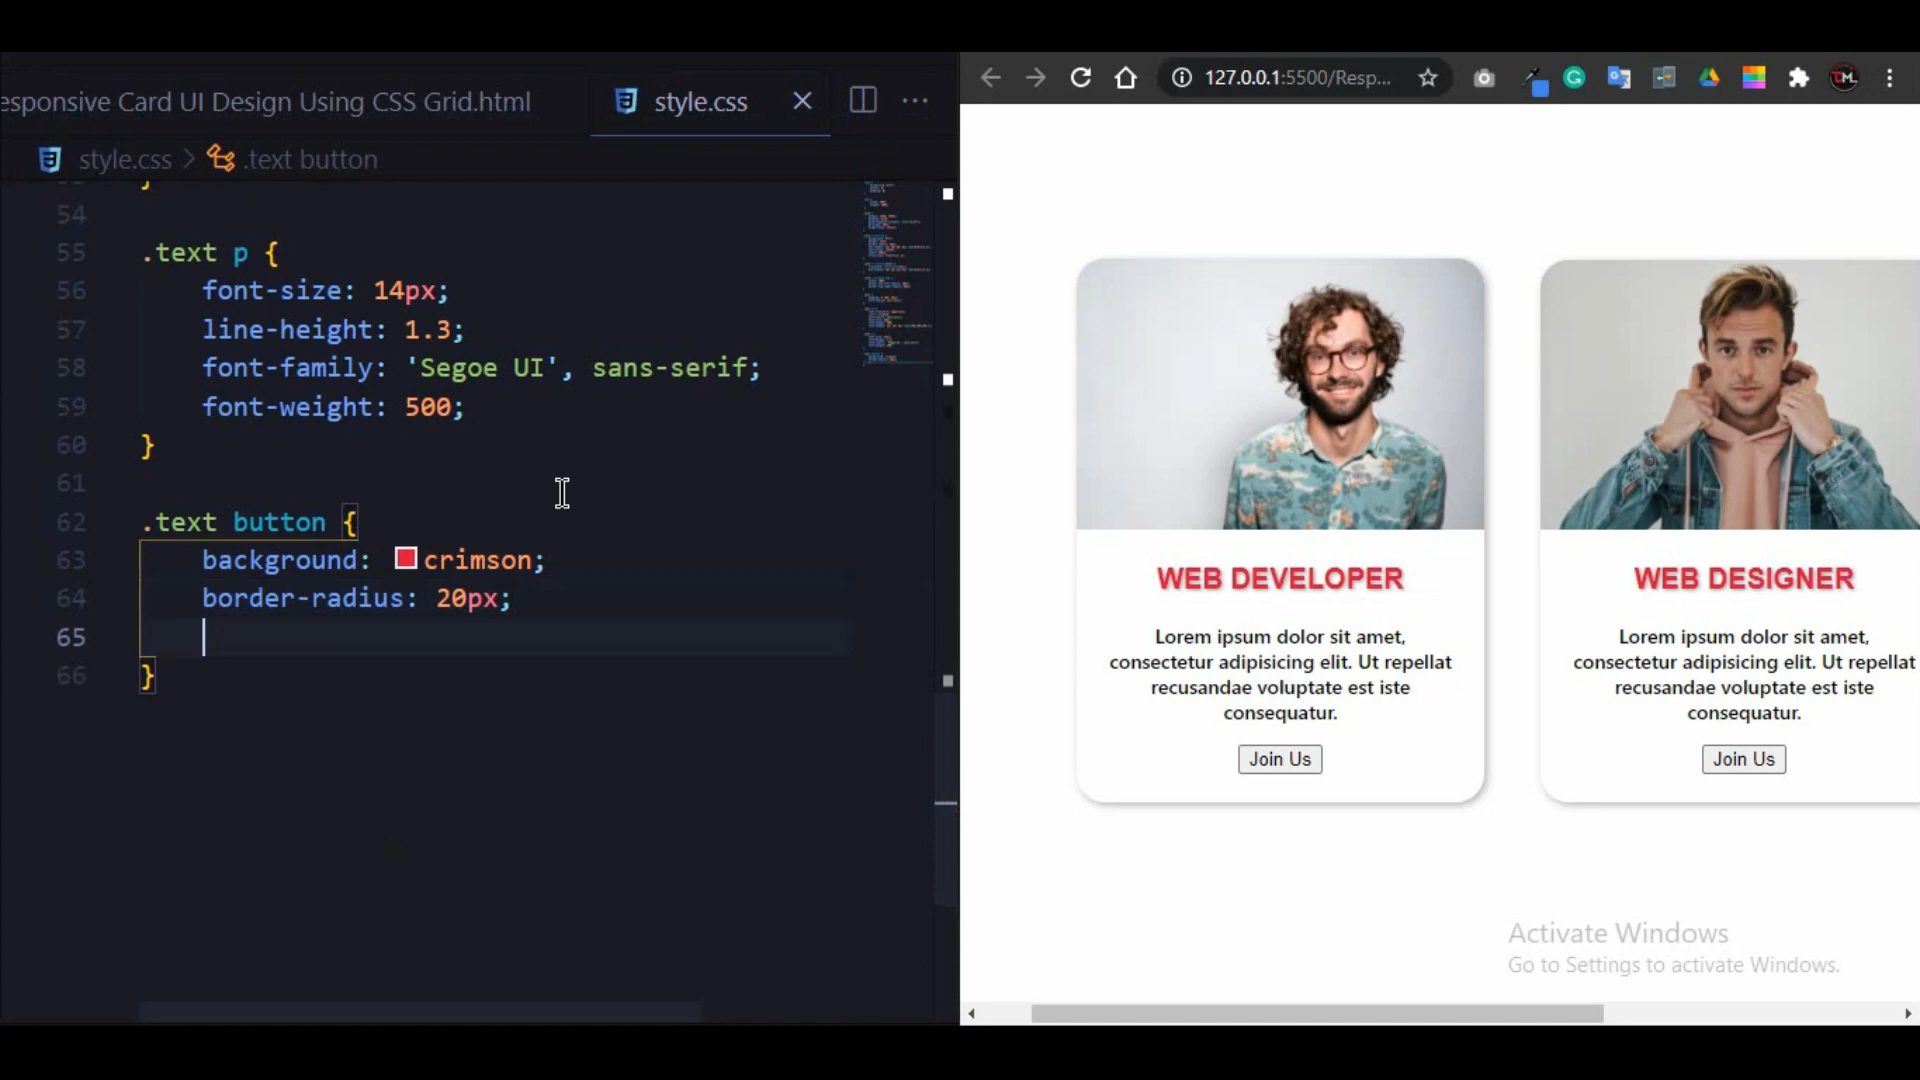 esponsive Card UI Design Using CSS Grid.html
style.css
style.css > .text button
}
54
55 .text p {
56 font-size: 14px;
57 line-height: 1.3;
58 font-family: 'Segoe UI', sans-serif;
59 font-weight: 500;
60 }
61
62 .text button {
63 background: crimson;
64 border-radius: 20px;
65
66 }
127.0.0.1:5500/Resp...
TML
WEB DEVELOPER
Lorem ipsum dolor sit amet,
consectetur adipisicing elit. Ut repellat
recusandae voluptate est iste
consequatur.
Join Us
WEB DESIGNER
Lorem ipsum dolor sit amet,
consectetur adipisicing elit. Ut repellat
recusandae voluptate est iste
consequatur.
Join Us
Activate Windows
Go to Settings to activate Windows.